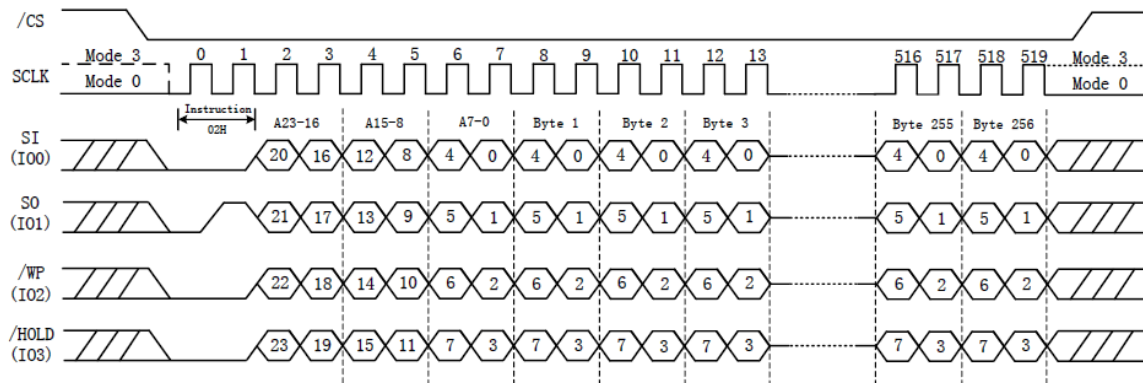 /CS
Mode 3 0 1 2 3 4 5 6 7 8 9 10 11 12 13 516 517 518 519 Mode 3
SCLK
Mode 0 Mode 0
Instruction
02H
A23-16 A15-8 A7-0 Byte 1 Byte 2 Byte 3 Byte 255 Byte 256
SI
(IO0)
20 16 12 8 4 0 4 0 4 0 4 0 4 0 4 0
SO
(IO1)
21 17 13 9 5 1 5 1 5 1 5 1 5 1 5 1
/WP
(IO2)
22 18 14 10 6 2 6 2 6 2 6 2 6 2 6 2
/HOLD
(IO3)
23 19 15 11 7 3 7 3 7 3 7 3 7 3 7 3